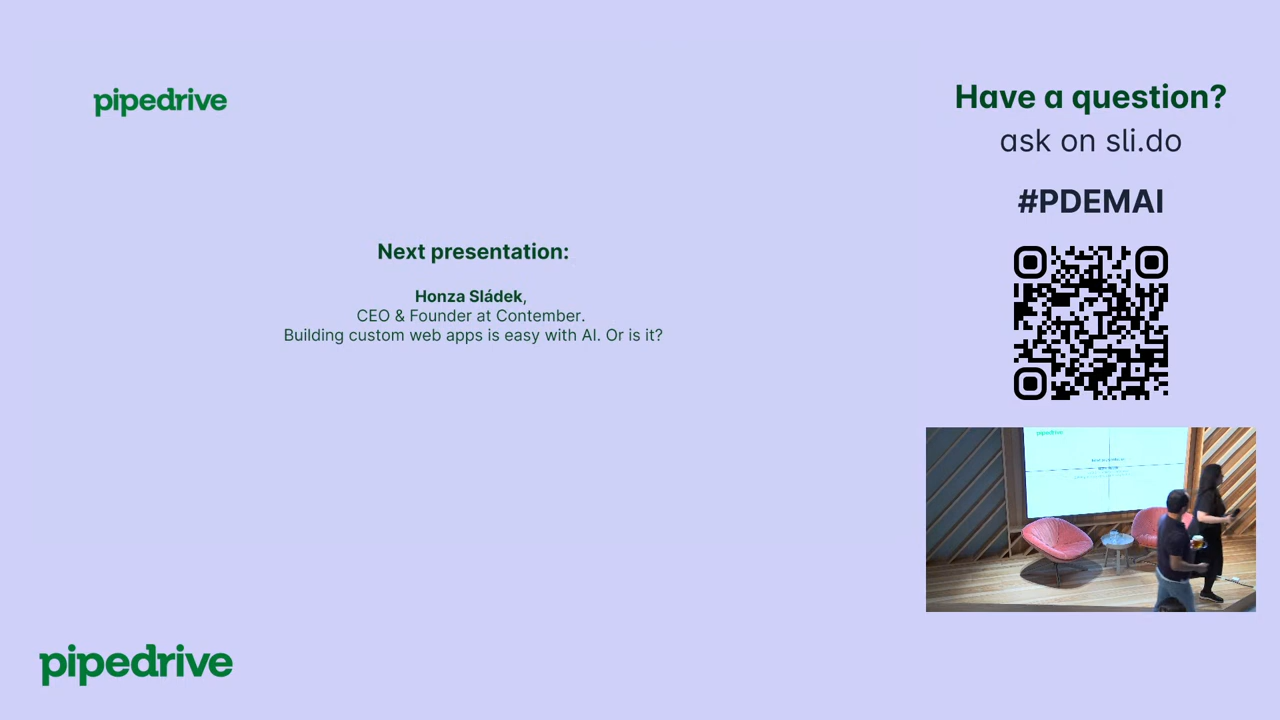 pipedrive
Next presentation:
Honza Sládek,
CEO & Founder at Contember.
Building custom web apps is easy with AI. Or is it?
Have a question?
ask on sli.do
#PDEMAI
pipedrive
pipedrive